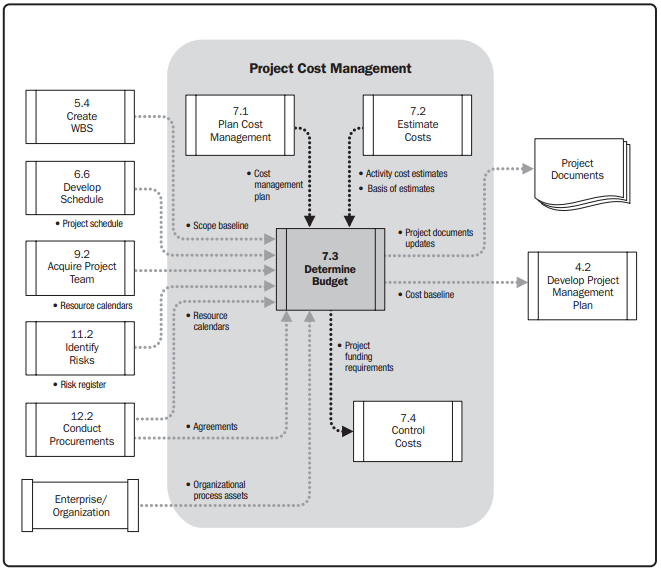 Project Cost Management
5.4
Create
WBS
7.1
Plan Cost
Management
7.2
Estimate
Costs
6.6
Develop
Schedule
• Project schedule
• Cost
management
plan
• Activity cost estimates
• Basis of estimates
Project
Documents
• Scope baseline
9.2
Acquire Project
Team
• Resource calendars
7.3
Determine
Budget
• Project documents
updates
• Cost baseline
4.2
Develop Project
Management
Plan
11.2
Identify
Risks
• Risk register
• Resource
calendars
• Project
funding
requirements
12.2
Conduct
Procurements
• Agreements
7.4
Control
Costs
Enterprise/
Organization
• Organizational
process assets